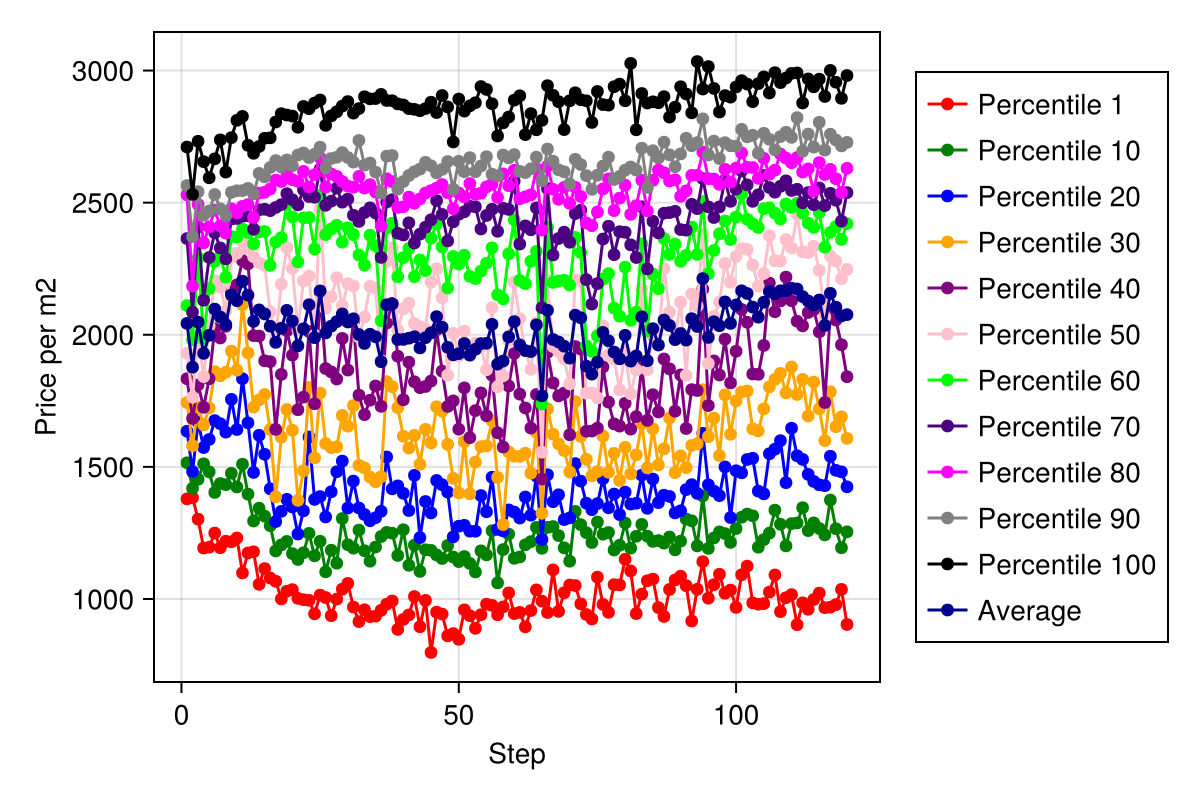 3000
2500
2000
1500
1000
Price per m2
0
50
100
Step
Percentile 1
Percentile 10
Percentile 20
Percentile 30
Percentile 40
Percentile 50
Percentile 60
Percentile 70
Percentile 80
Percentile 90
Percentile 100
Average